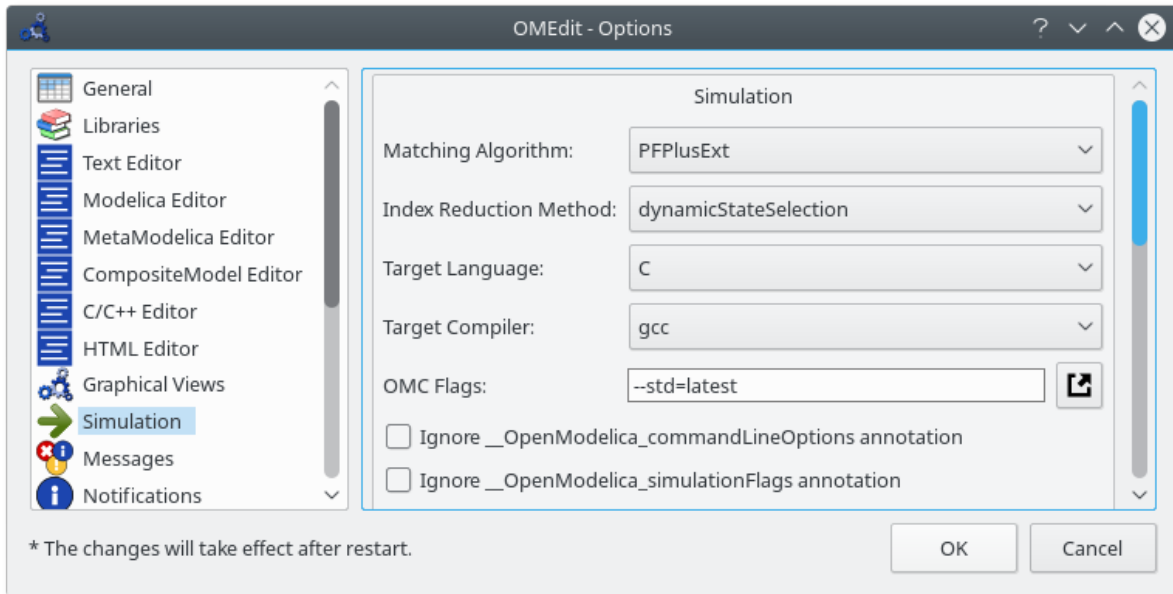 OMEdit - Options
General
Libraries
Text Editor
Modelica Editor
MetaModelica Editor
CompositeModel Editor
C/C++ Editor
HTML Editor
Graphical Views
Simulation
Messages
Notifications
Simulation
Matching Algorithm: PFPlusExt
Index Reduction Method: dynamicStateSelection
Target Language: C
Target Compiler: gcc
OMC Flags: --std=latest
Ignore __OpenModelica_commandLineOptions annotation
Ignore __OpenModelica_simulationFlags annotation
* The changes will take effect after restart.
OK Cancel